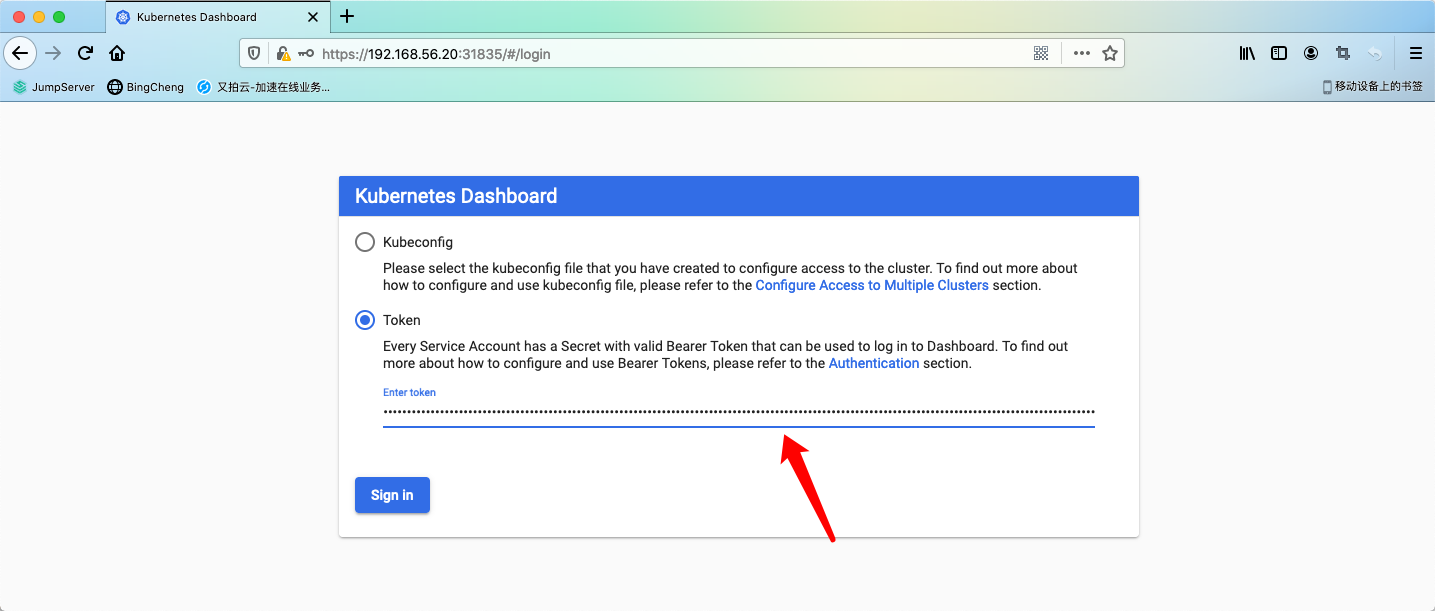 Kubernetes Dashboard
https://192.168.56.20:31835/#/login
JumpServer
BingCheng
又拍云-加速在线业务...
移动设备上的书签
Kubernetes Dashboard
Kubeconfig
Please select the kubeconfig file that you have created to configure access to the cluster. To find out more about
how to configure and use kubeconfig file, please refer to the Configure Access to Multiple Clusters section.
Token
Every Service Account has a Secret with valid Bearer Token that can be used to log in to Dashboard. To find out
more about how to configure and use Bearer Tokens, please refer to the Authentication section.
Enter token
Sign in